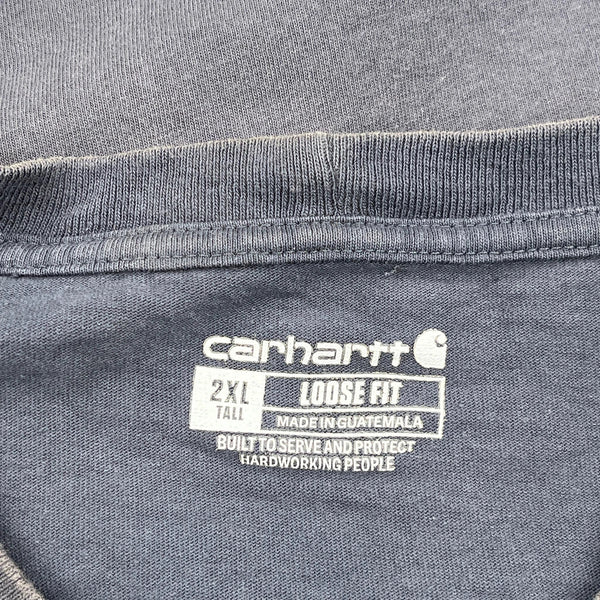 carhartt
2XL TALL
LOOSE FIT
MADE IN GUATEMALA
BUILT TO SERVE AND PROTECT
HARDWORKING PEOPLE